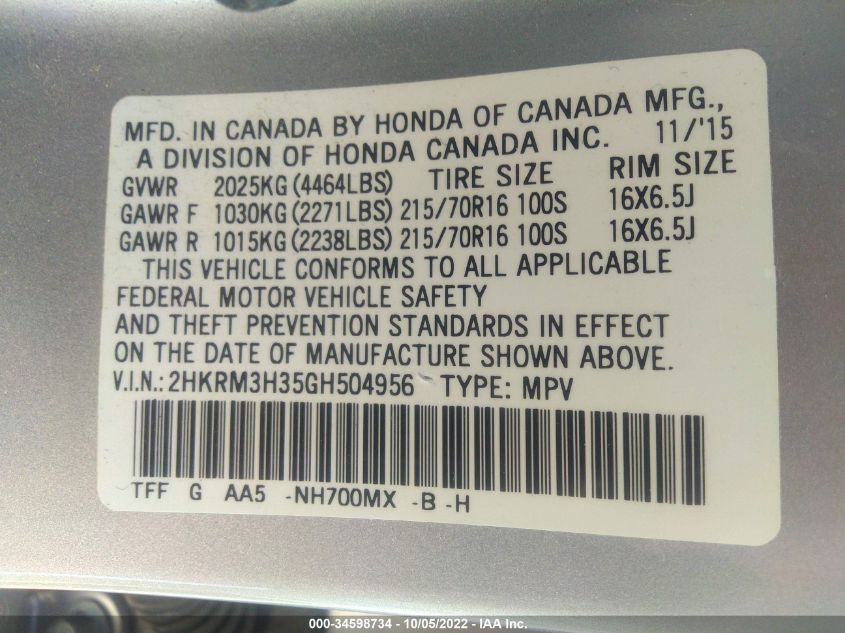 MFD. IN CANADA BY HONDA OF CANADA MFG.,
A DIVISION OF HONDA CANADA INC. 11/'15
GVWR 2025KG (4464LBS) TIRE SIZE RIM SIZE
GAWR F 1030KG (2271LBS) 215/70R16 100S 16X6.5J
GAWR R 1015KG (2238LBS) 215/70R16 100S 16X6.5J
THIS VEHICLE CONFORMS TO ALL APPLICABLE
FEDERAL MOTOR VEHICLE SAFETY
AND THEFT PREVENTION STANDARDS IN EFFECT
ON THE DATE OF MANUFACTURE SHOWN ABOVE.
V.I.N.: 2HKRM3H35GH504956 TYPE: MPV
TFF G AA5 -NH700MX -B -H
000-34598734 - 10/05/2022 - IAA Inc.